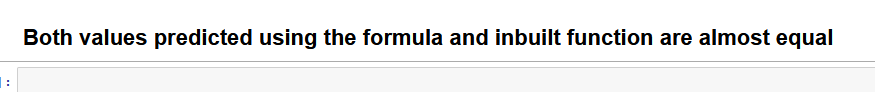 Both values predicted using the formula and inbuilt function are almost equal
: